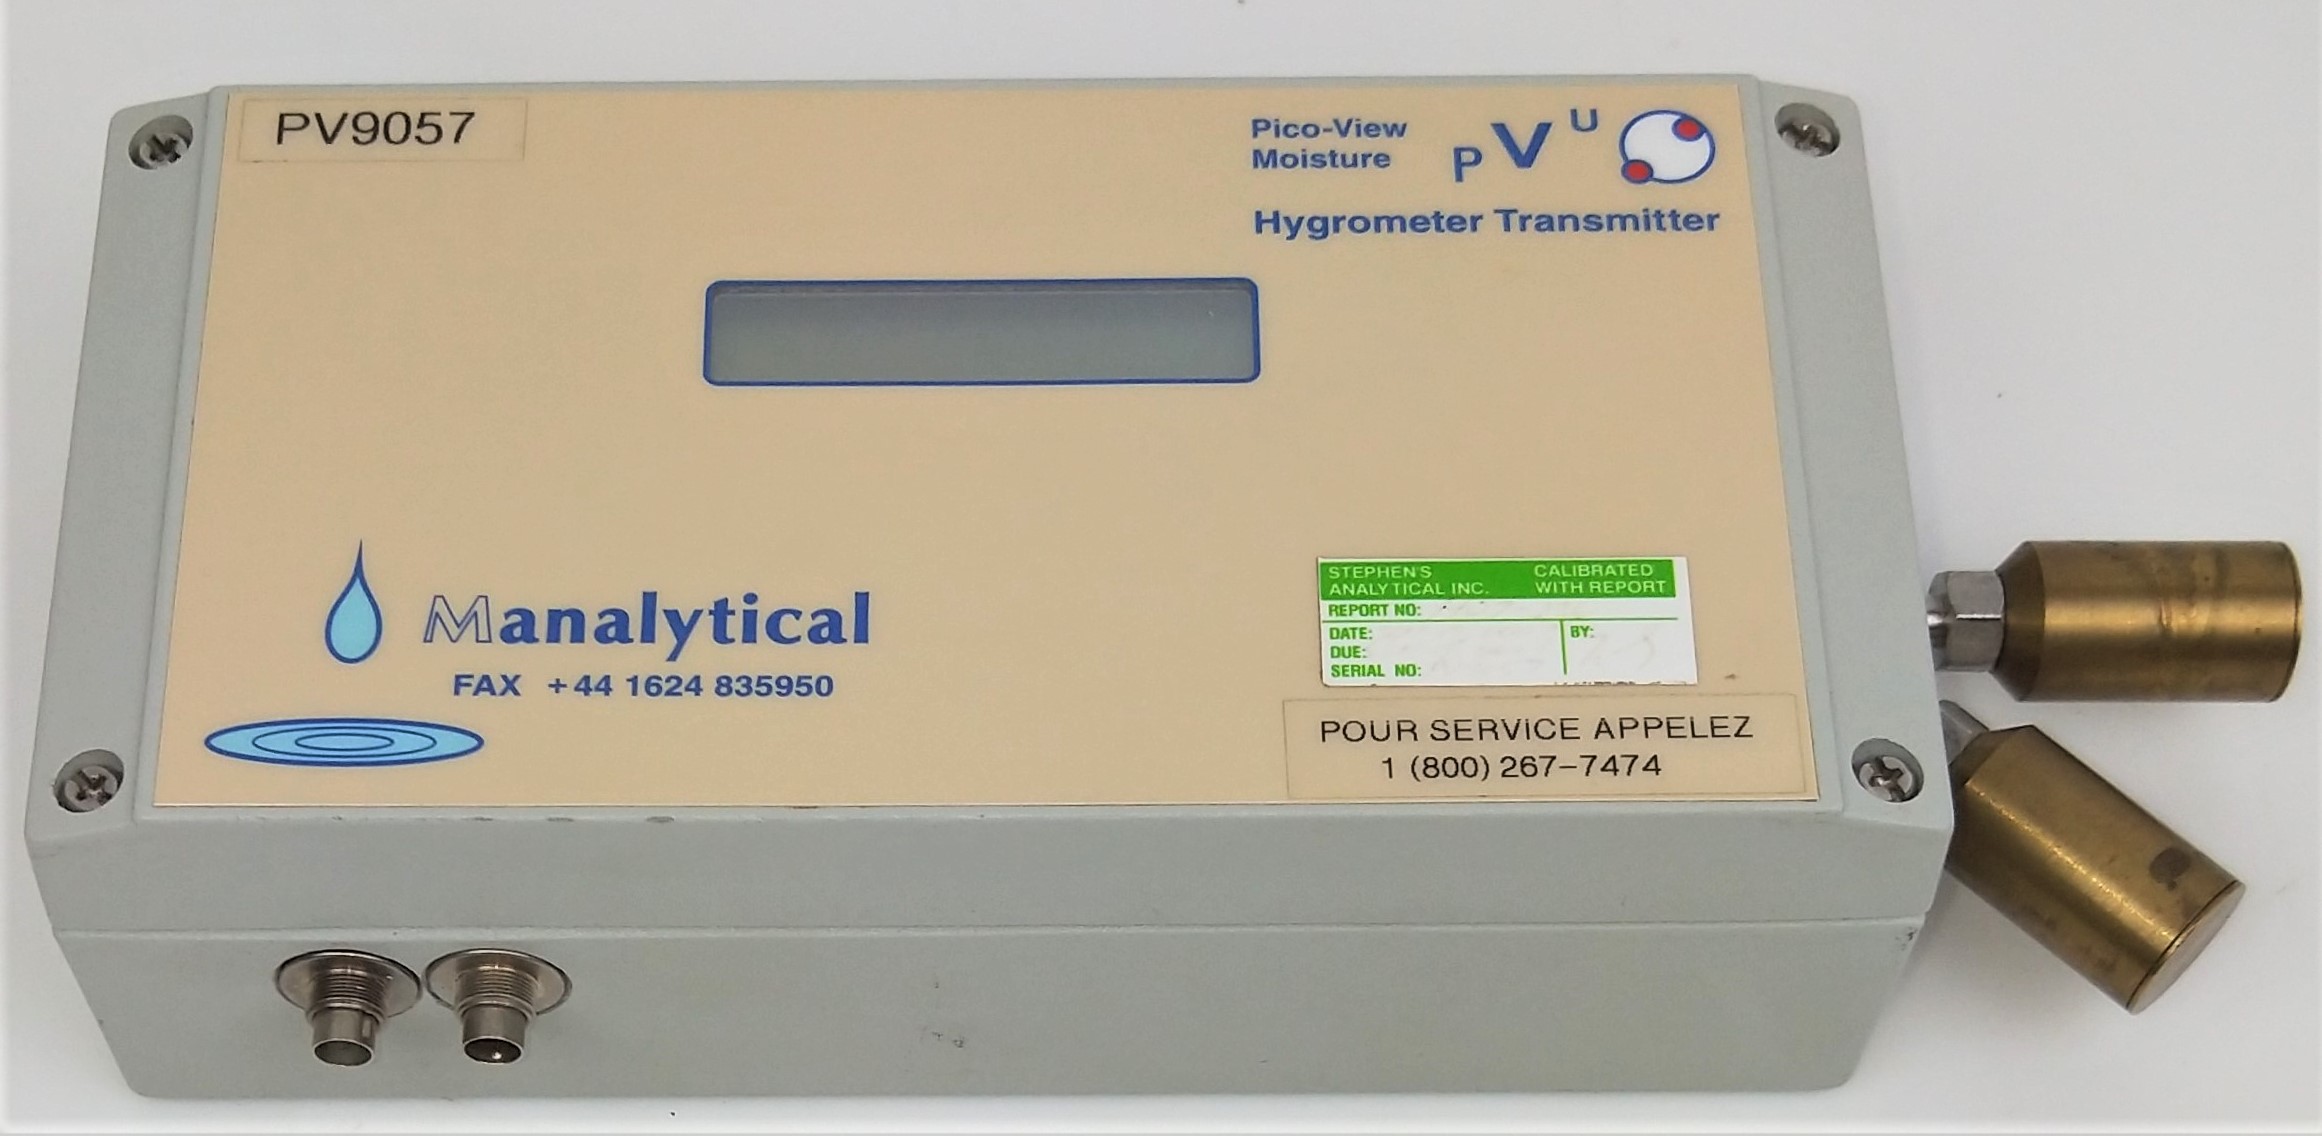 PV9057
Pico-View
Moisture
pVU
Hygrometer Transmitter
Manalytical
FAX +44 1624 835950
STEPHEN'S CALIBRATED
ANALYTICAL INC. WITH REPORT
REPORT NO:
DATE: BY:
DUE:
SERIAL NO:
POUR SERVICE APPELEZ
1 (800) 267-7474